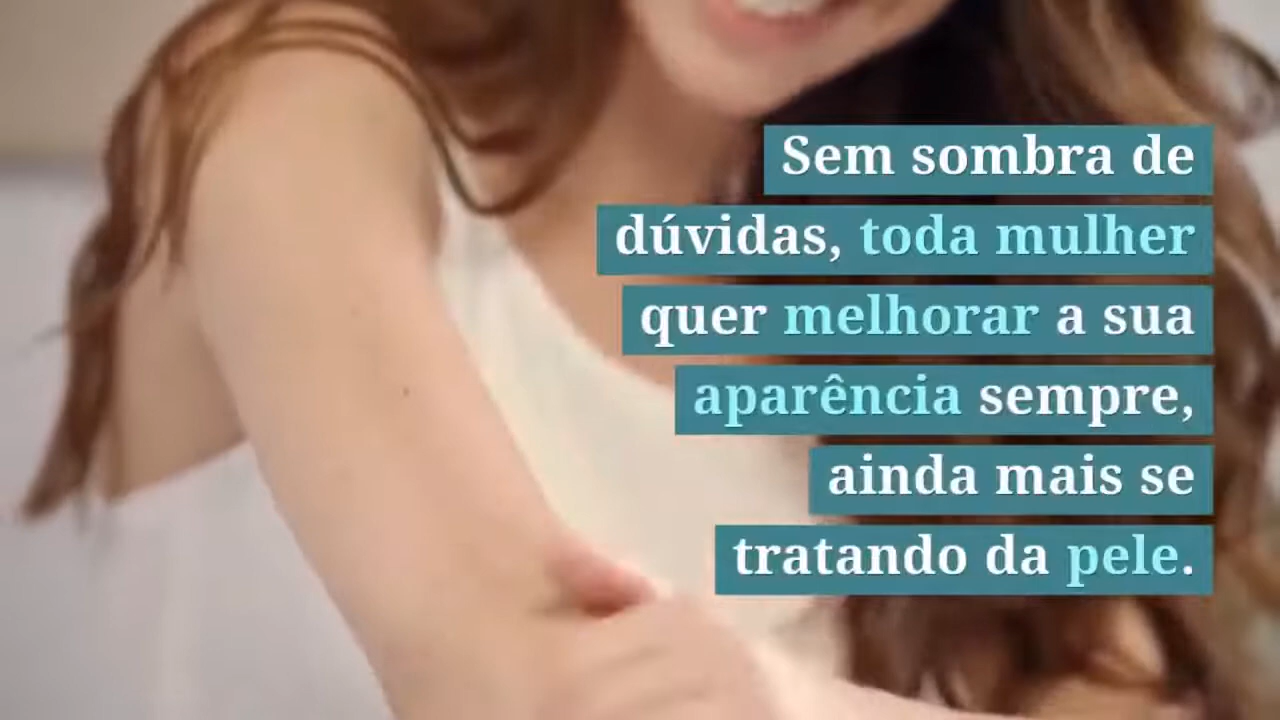 Sem sombra de
dúvidas, toda mulher
quer melhorar a sua
aparência sempre,
ainda mais se
tratando da pele.